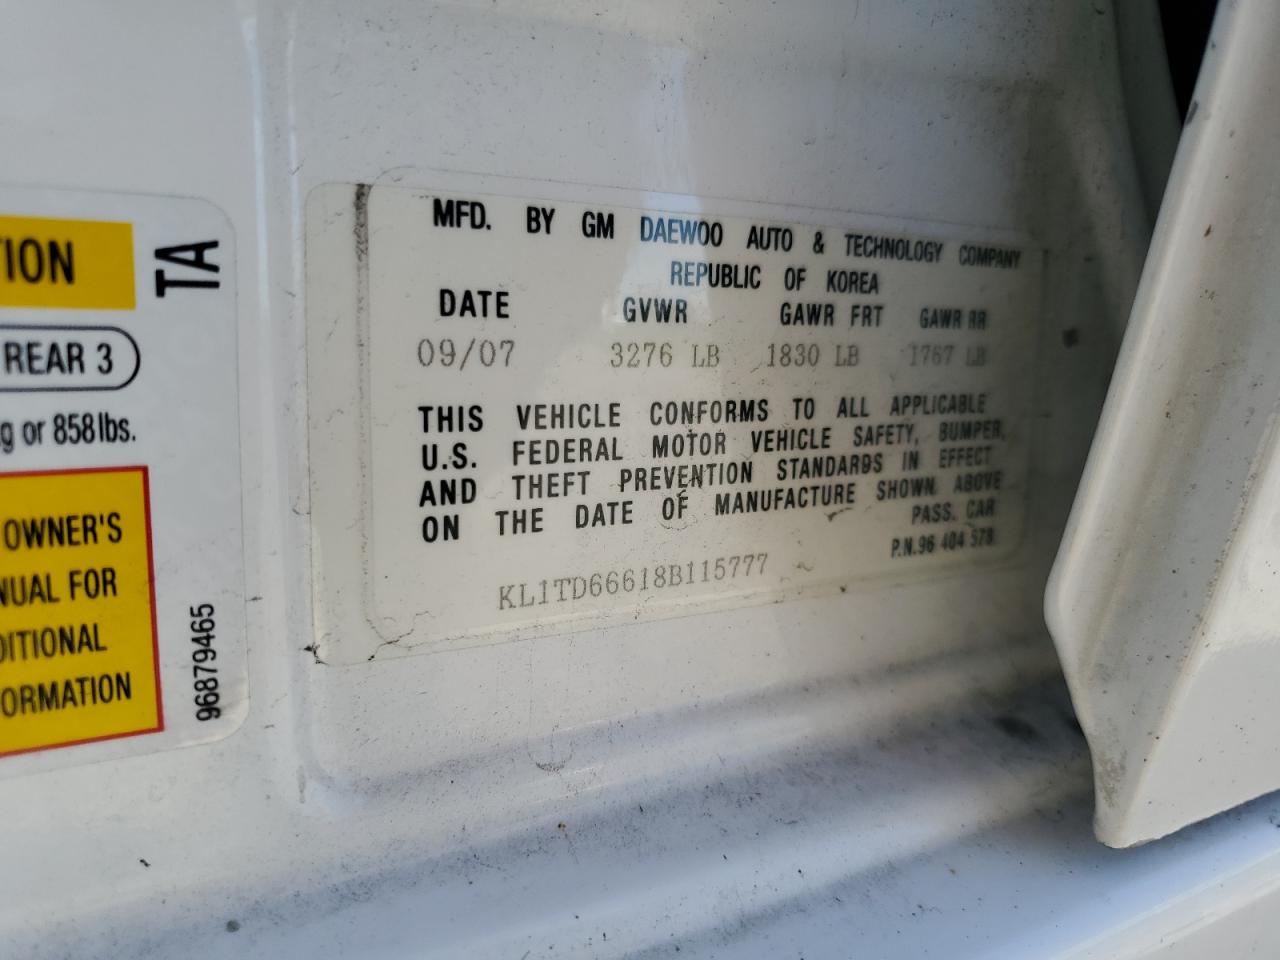 TION
TA
REAR 3
g or 858 lbs.
OWNER'S
NUAL FOR
DITIONAL
FORMATION
96879465
MFD. BY GM DAEWOO AUTO & TECHNOLOGY COMPANY
REPUBLIC OF KOREA
DATE GVWR GAWR FRT GAWR RR
09/07 3276 LB 1830 LB 1767 LB
THIS VEHICLE CONFORMS TO ALL APPLICABLE
U.S. FEDERAL MOTOR VEHICLE SAFETY, BUMPER,
AND THEFT PREVENTION STANDARDS IN EFFECT
ON THE DATE OF MANUFACTURE SHOWN ABOVE
PASS. CAR
P.N.96 404 578
KL1TD66618B115777